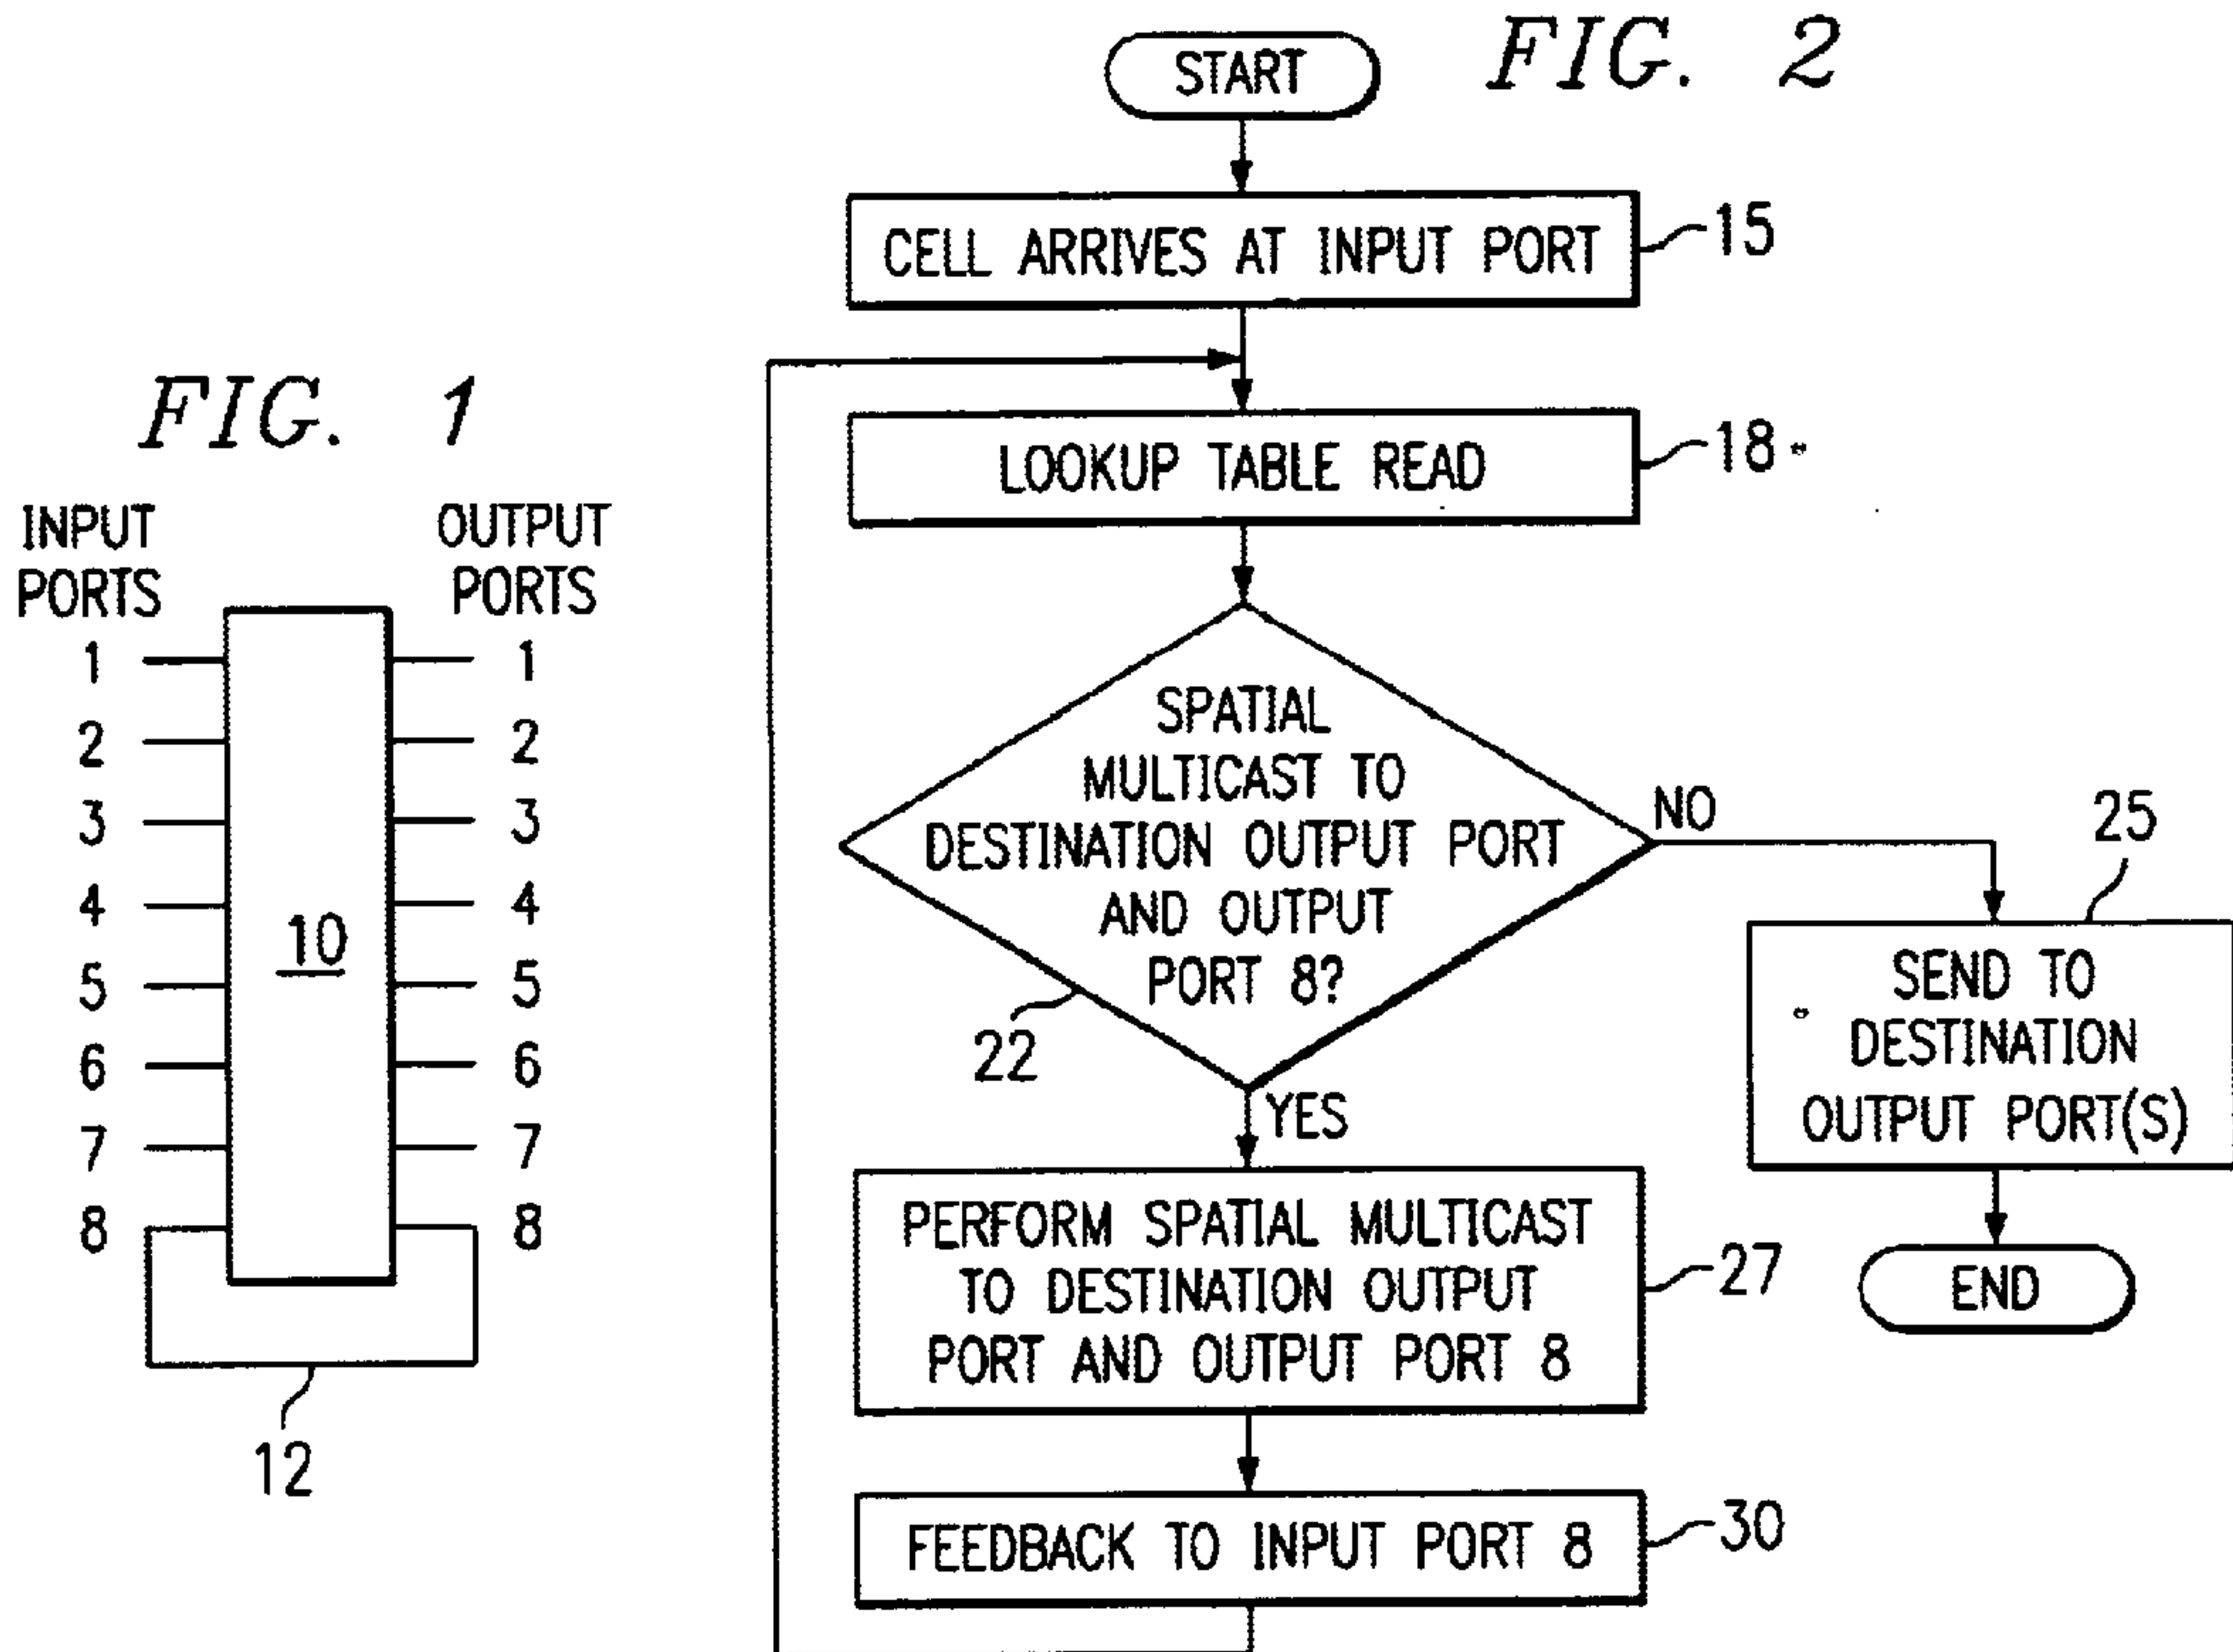 FIG. 1
INPUT
PORTS
OUTPUT
PORTS
1
1
2
2
3
3
4
4
5
5
6
6
7
7
8
8
10
12
FIG. 2
START
CELL ARRIVES AT INPUT PORT
15
LOOKUP TABLE READ
18
SPATIAL
MULTICAST TO
DESTINATION OUTPUT PORT
AND OUTPUT
PORT 8?
22
NO
YES
25
SEND TO
DESTINATION
OUTPUT PORT(S)
END
PERFORM SPATIAL MULTICAST
TO DESTINATION OUTPUT
PORT AND OUTPUT PORT 8
27
FEEDBACK TO INPUT PORT 8
30